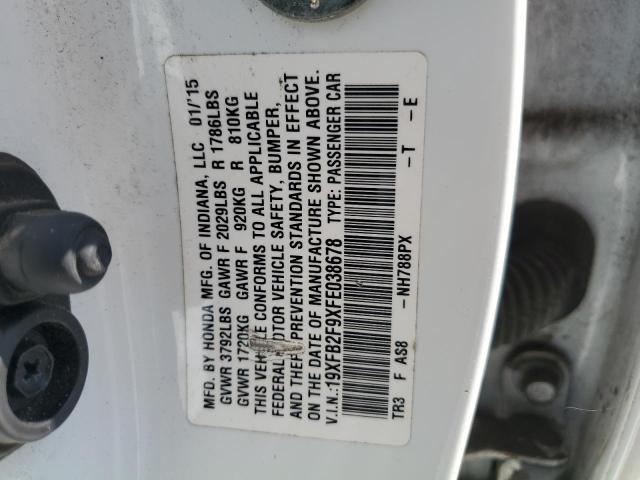 MFD. BY HONDA MFG. OF INDIANA, LLC 01/'15
GVWR 3792LBS GAWR F 2029LBS R 1786LBS
GVWR 1720KG GAWR F 920KG R 810KG
THIS VEHICLE CONFORMS TO ALL APPLICABLE
FEDERAL MOTOR VEHICLE SAFETY, BUMPER,
AND THEFT PREVENTION STANDARDS IN EFFECT
ON THE DATE OF MANUFACTURE SHOWN ABOVE.
V.I.N.:19XFB2F9XFE038678 TYPE: PASSENGER CAR
TR3 F AS8 -NH788PX -T -E